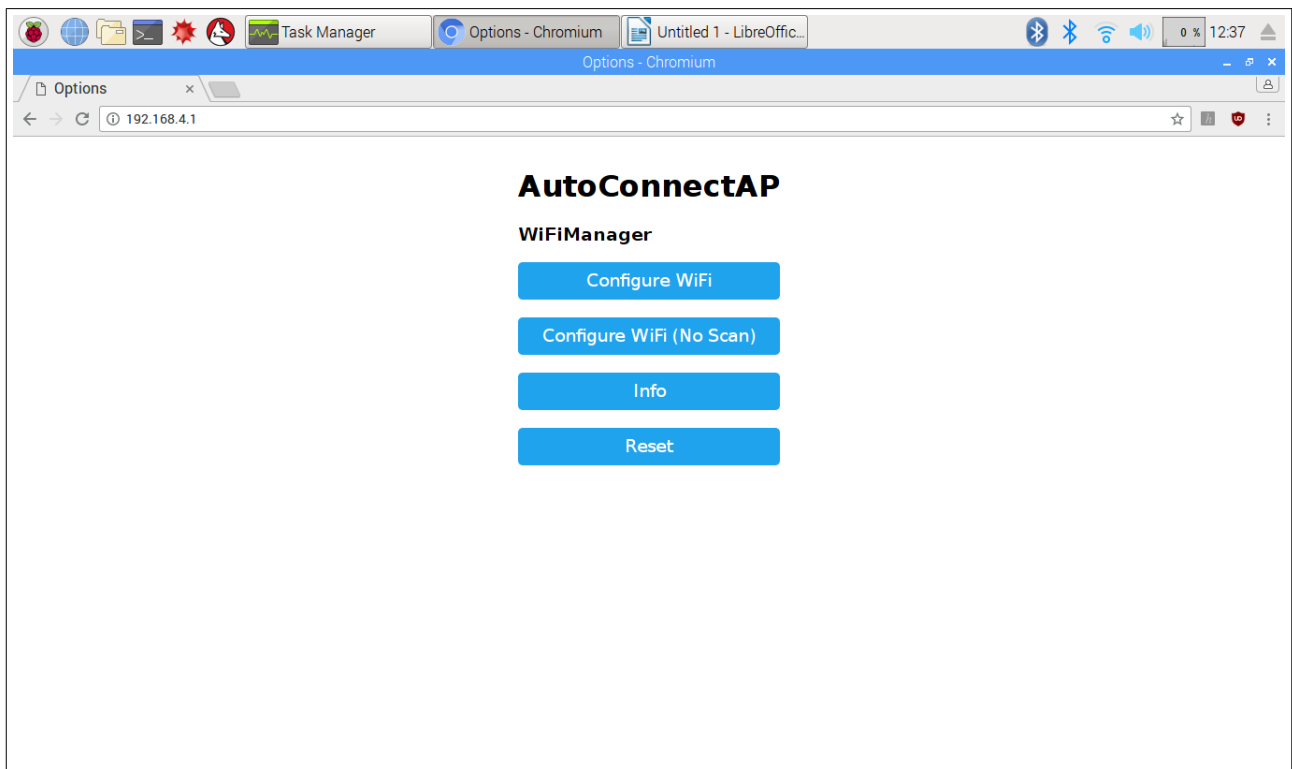 Task Manager
Options - Chromium
Untitled 1 - LibreOffic...
0 %
12:37
Options - Chromium
Options
192.168.4.1
AutoConnectAP
WiFiManager
Configure WiFi
Configure WiFi (No Scan)
Info
Reset